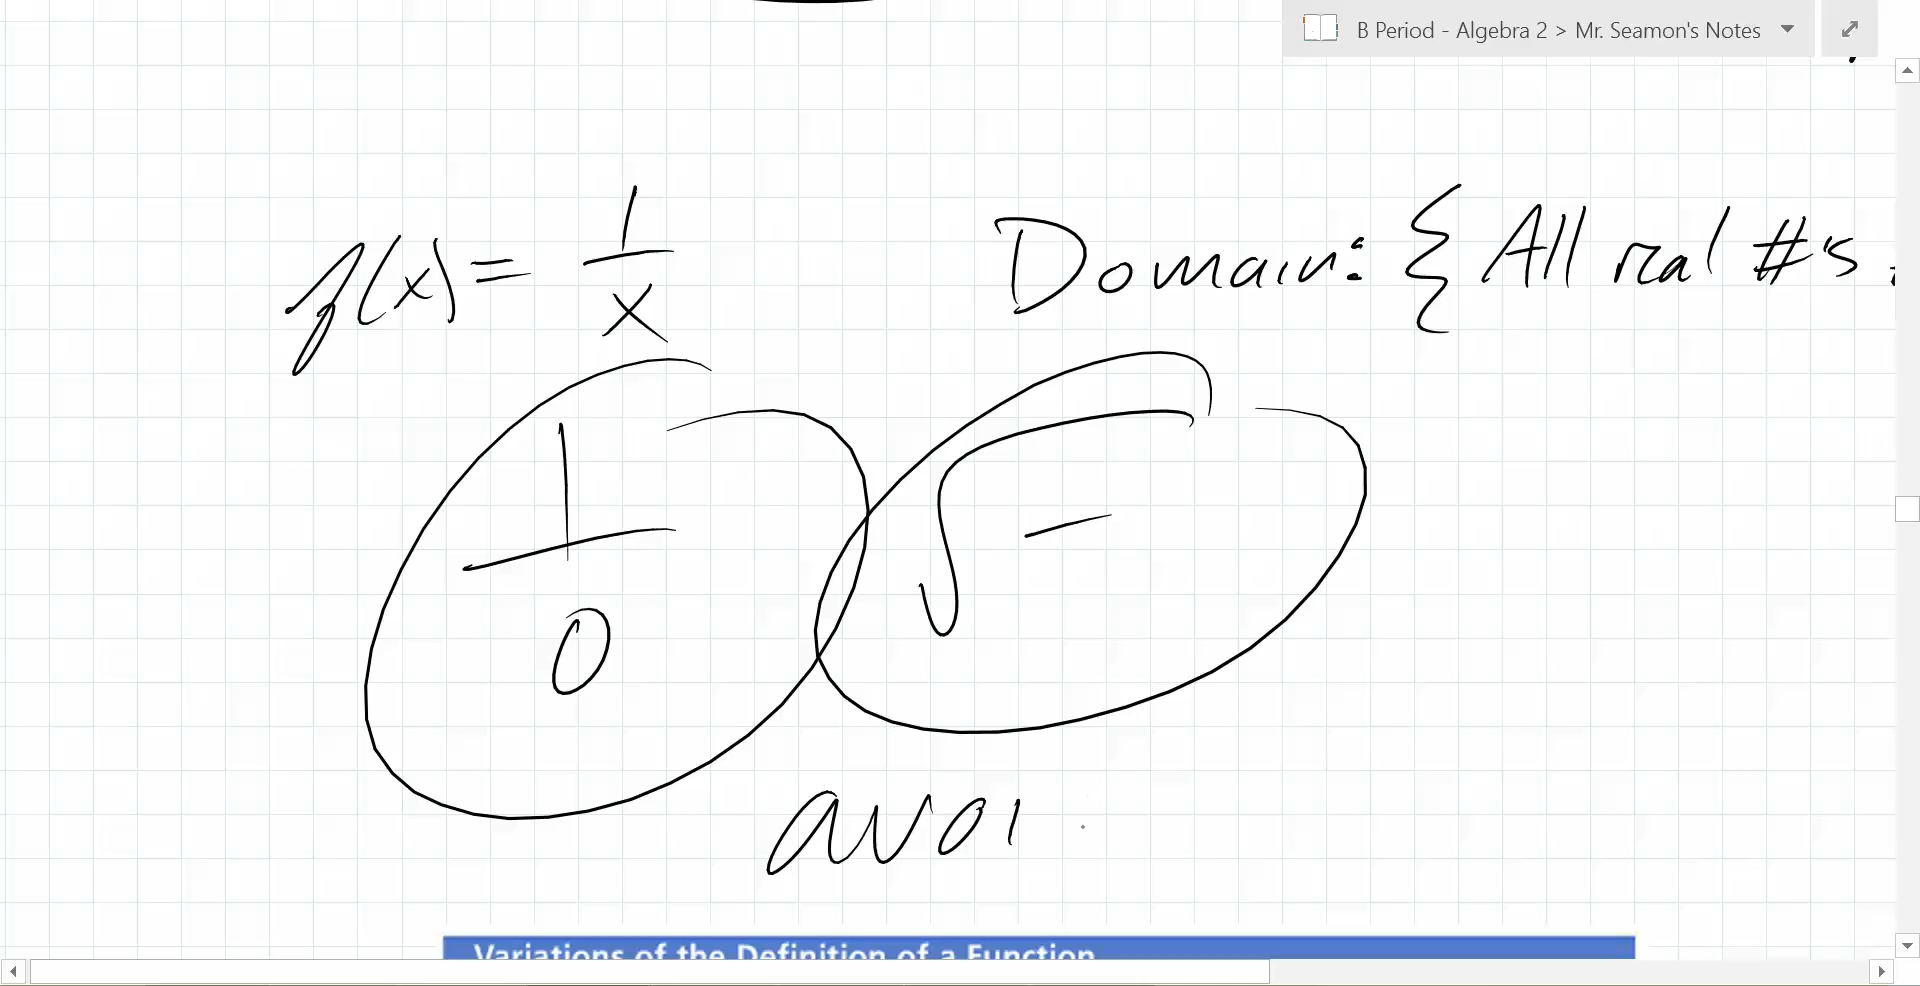 B Period - Algebra 2 > Mr. Seamon's Notes
f(x) = 1/x
Domain: { All real #'s
1/0
√-
avoi
Variations of the Definition of a Function